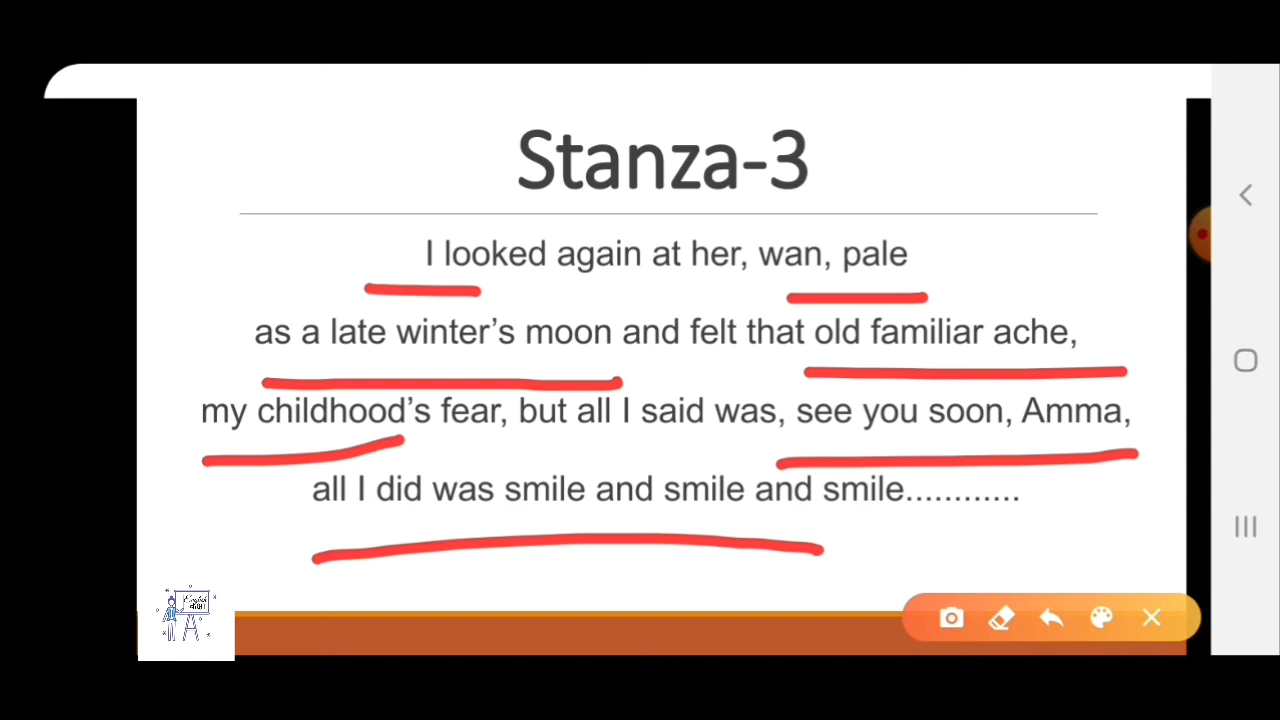 Stanza-3
I looked again at her, wan, pale
as a late winter’s moon and felt that old familiar ache,
my childhood’s fear, but all I said was, see you soon, Amma,
all I did was smile and smile and smile............